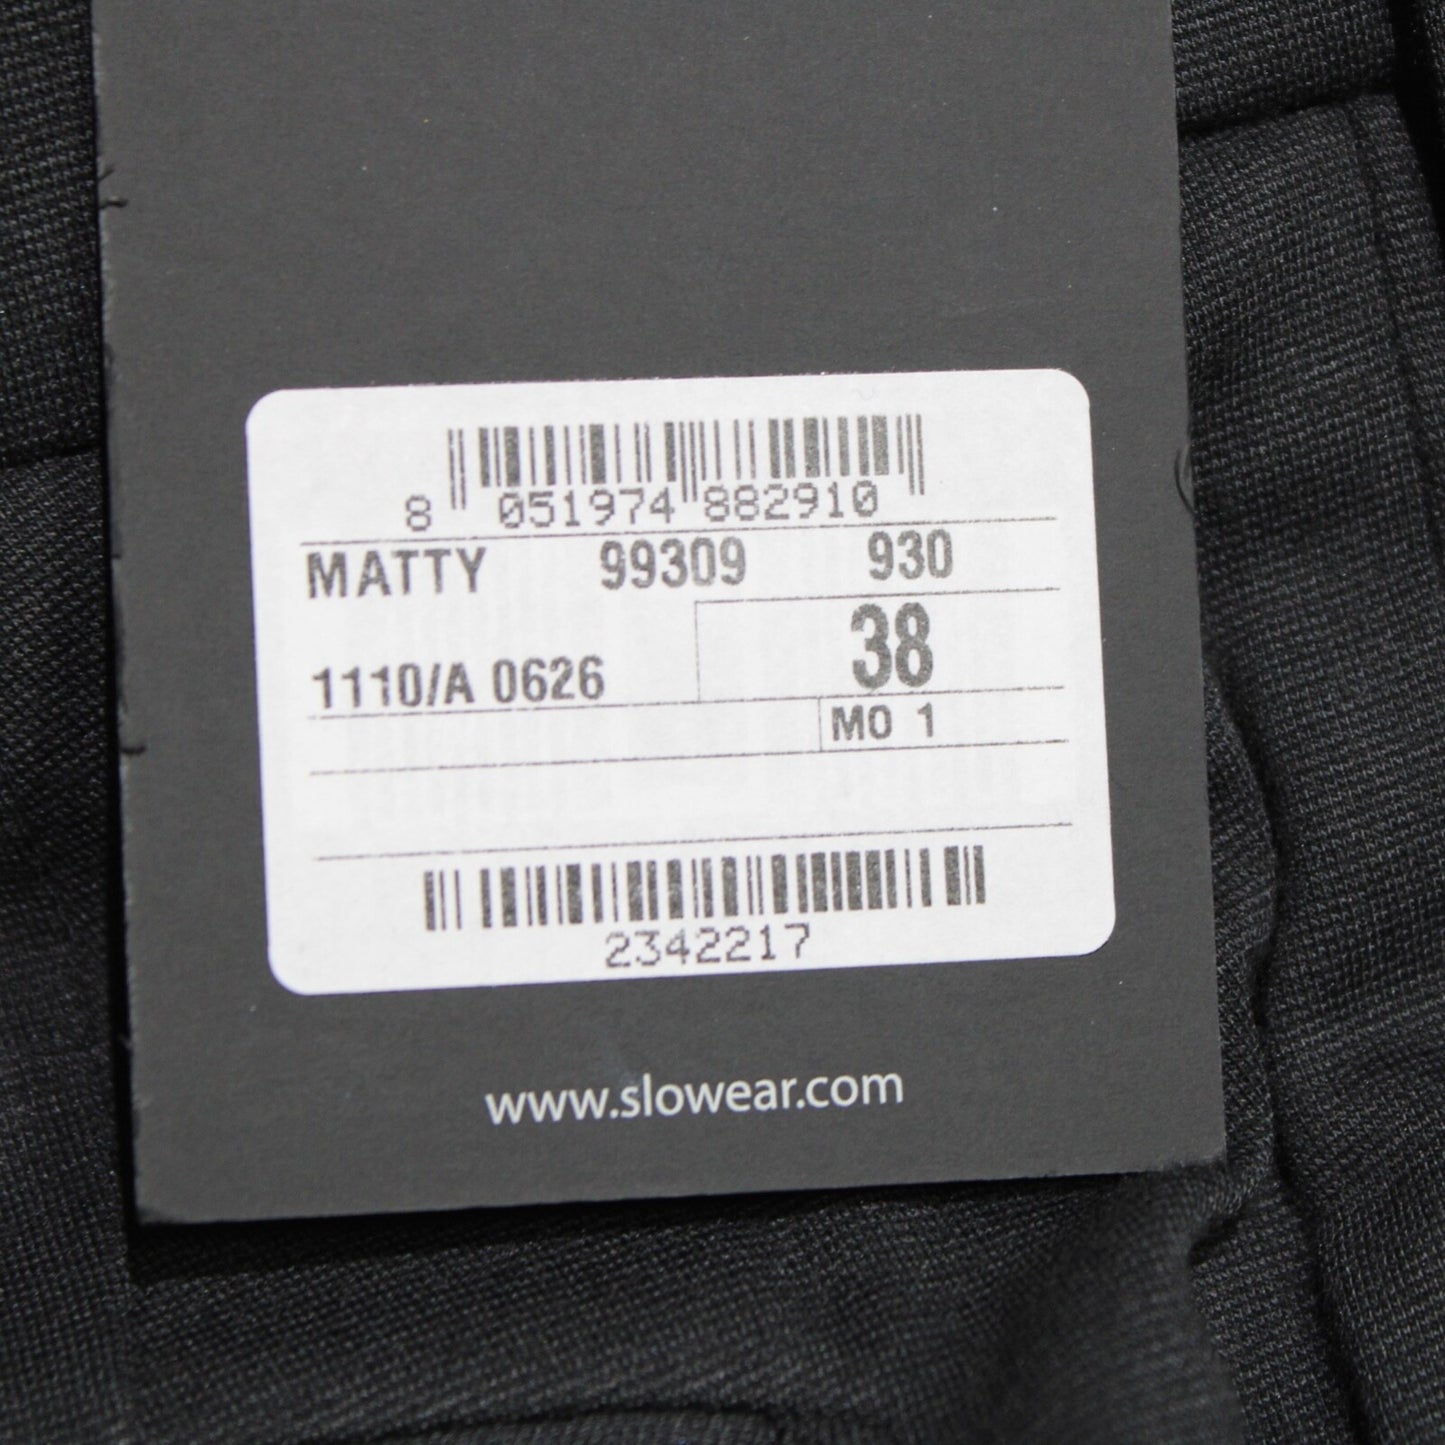 8 051974 882910
MATTY 99309 930
38
1110/A 0626
MO 1
2342217
www.slowear.com